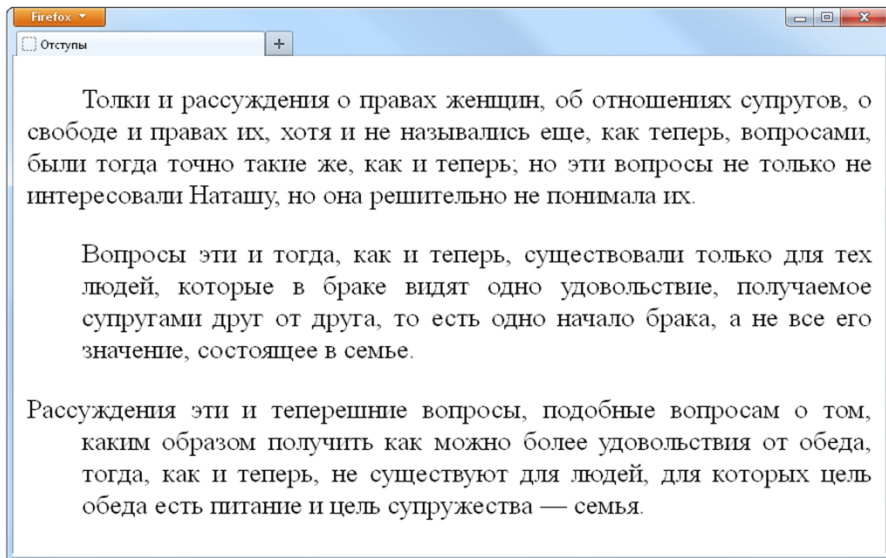 Firefox
Отступы
Толки и рассуждения о правах женщин, об отношениях супругов, о
свободе и правах их, хотя и не назывались еще, как теперь, вопросами,
были тогда точно такие же, как и теперь; но эти вопросы не только не
интересовали Наташу, но она решительно не понимала их.
Вопросы эти и тогда, как и теперь, существовали только для тех
людей, которые в браке видят одно удовольствие, получаемое
супругами друг от друга, то есть одно начало брака, а не все его
значение, состоящее в семье.
Рассуждения эти и теперешние вопросы, подобные вопросам о том,
каким образом получить как можно более удовольствия от обеда,
тогда, как и теперь, не существуют для людей, для которых цель
обеда есть питание и цель супружества — семья.